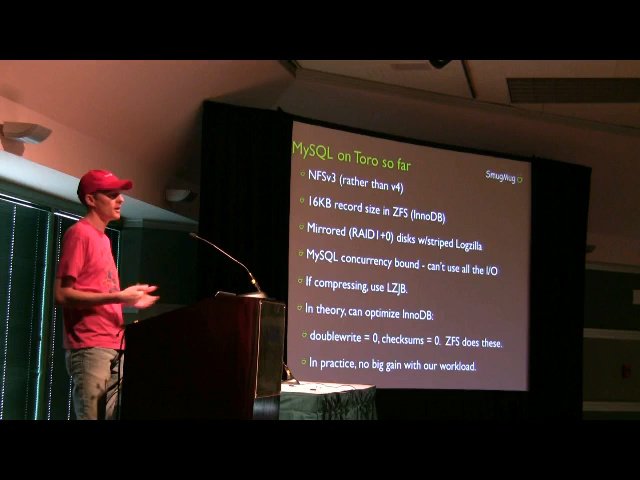 MySQL on Toro so far
SmugMug
NFSv3 (rather than v4)
16KB record size in ZFS (InnoDB)
Mirrored (RAID1+0) disks w/striped Logzilla
MySQL concurrency bound - can't use all the I/O
If compressing, use LZJB.
In theory, can optimize InnoDB:
doublewrite = 0, checksums = 0. ZFS does these.
In practice, no big gain with our workload.